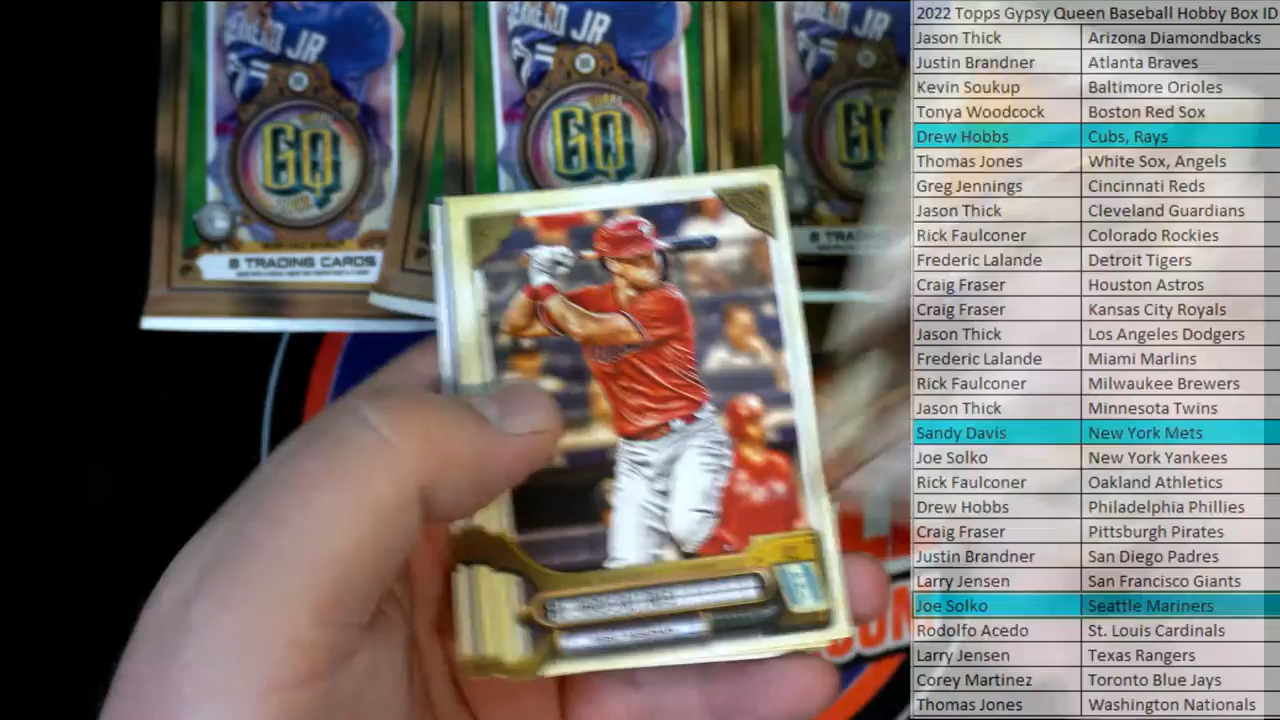 2022 Topps Gypsy Queen Baseball Hobby Box ID
Jason Thick Arizona Diamondbacks
Justin Brandner Atlanta Braves
Kevin Soukup Baltimore Orioles
Tonya Woodcock Boston Red Sox
Drew Hobbs Cubs, Rays
Thomas Jones White Sox, Angels
Greg Jennings Cincinnati Reds
Jason Thick Cleveland Guardians
Rick Faulconer Colorado Rockies
Frederic Lalande Detroit Tigers
Craig Fraser Houston Astros
Craig Fraser Kansas City Royals
Jason Thick Los Angeles Dodgers
Frederic Lalande Miami Marlins
Rick Faulconer Milwaukee Brewers
Jason Thick Minnesota Twins
Sandy Davis New York Mets
Joe Solko New York Yankees
Rick Faulconer Oakland Athletics
Drew Hobbs Philadelphia Phillies
Craig Fraser Pittsburgh Pirates
Justin Brandner San Diego Padres
Larry Jensen San Francisco Giants
Joe Solko Seattle Mariners
Rodolfo Acedo St. Louis Cardinals
Larry Jensen Texas Rangers
Corey Martinez Toronto Blue Jays
Thomas Jones Washington Nationals
JR
GQ
8 TRADING CARDS
JR
GQ
GQ
8 TRA